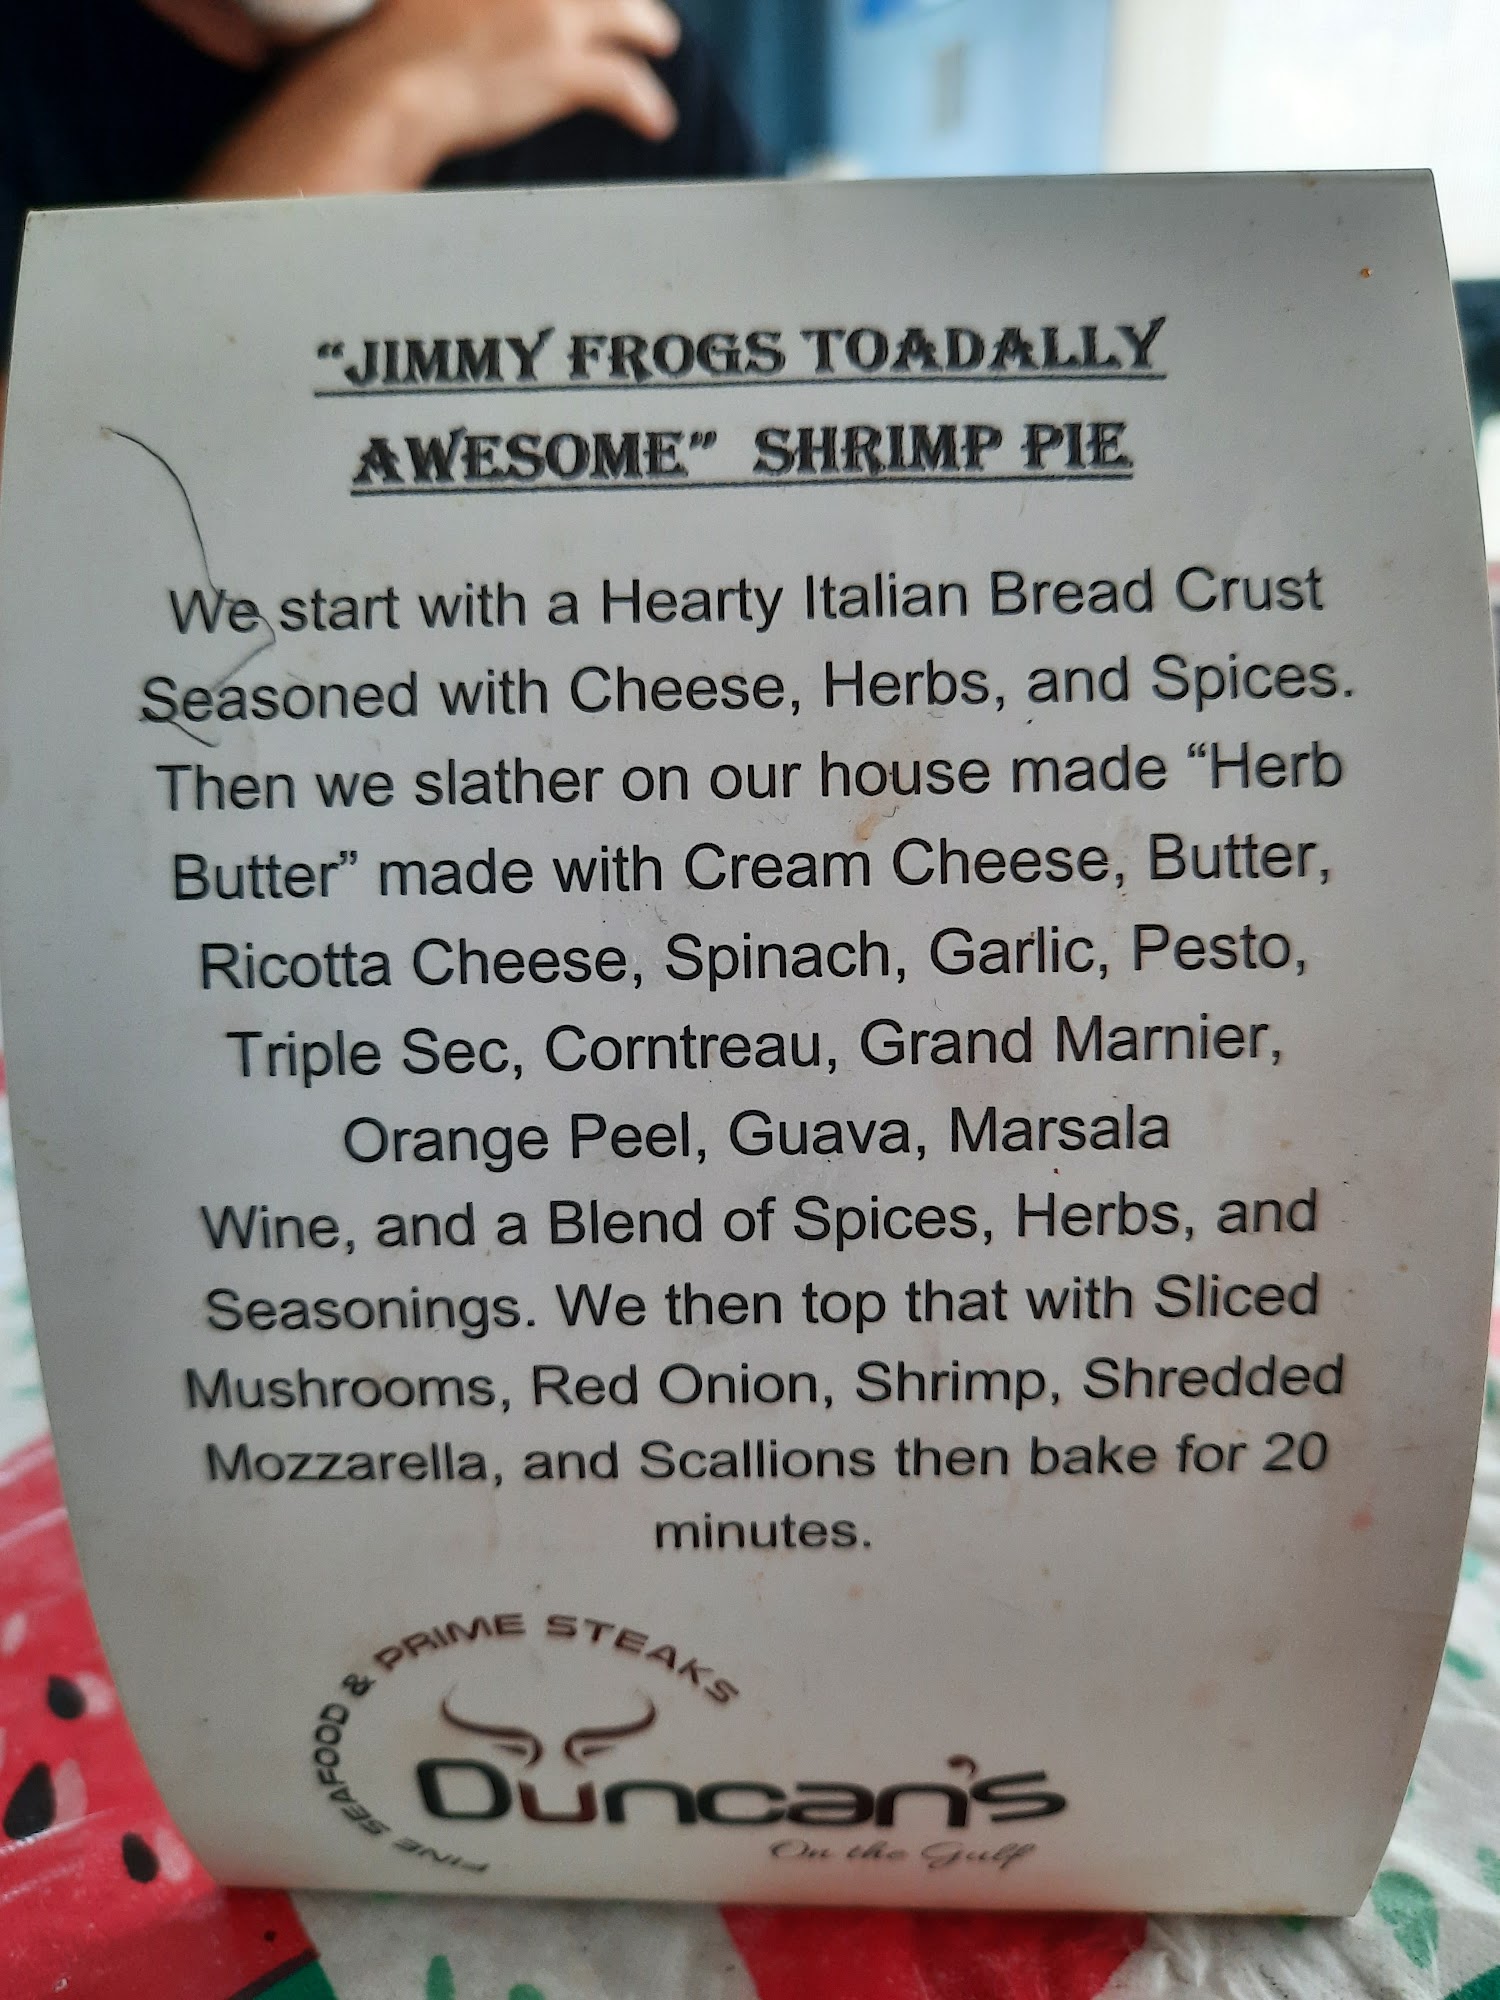 “JIMMY FROGS TOADALLY
AWESOME” SHRIMP PIE
We start with a Hearty Italian Bread Crust
Seasoned with Cheese, Herbs, and Spices.
Then we slather on our house made “Herb
Butter” made with Cream Cheese, Butter,
Ricotta Cheese, Spinach, Garlic, Pesto,
Triple Sec, Corntreau, Grand Marnier,
Orange Peel, Guava, Marsala
Wine, and a Blend of Spices, Herbs, and
Seasonings. We then top that with Sliced
Mushrooms, Red Onion, Shrimp, Shredded
Mozzarella, and Scallions then bake for 20
minutes.
FINE SEAFOOD & PRIME STEAKS
Duncan's
On the Gulf